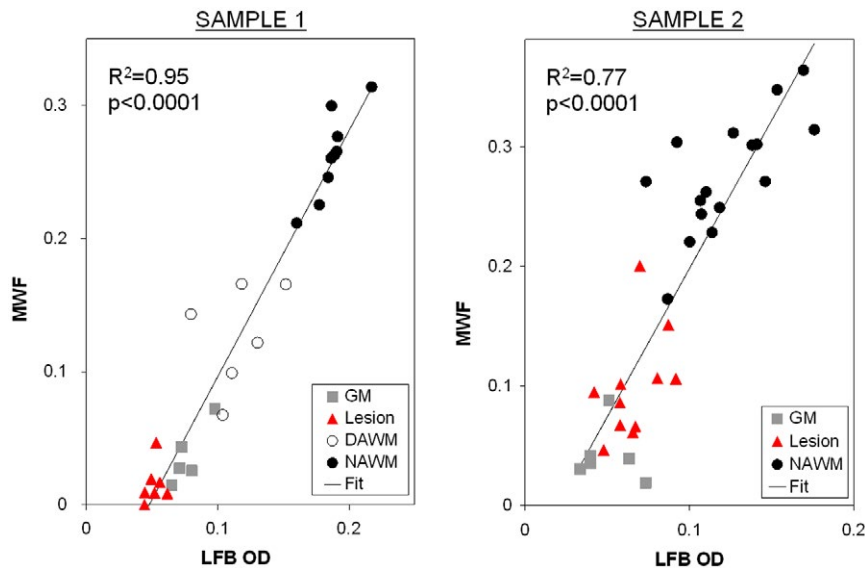 SAMPLE 1
R²=0.95
p<0.0001
MWF
0.3
0.2
0.1
0
0
0.1
0.2
LFB OD
GM
Lesion
DAWM
NAWM
Fit
SAMPLE 2
R²=0.77
p<0.0001
MWF
0.3
0.2
0.1
0
0
0.1
0.2
LFB OD
GM
Lesion
NAWM
Fit